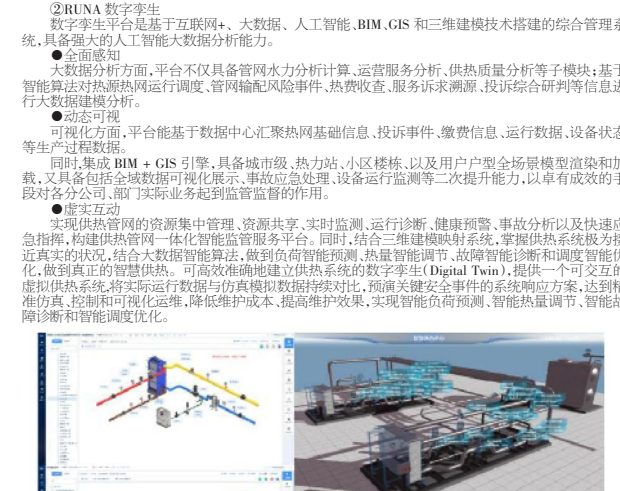 ②RUNA 数字孪生
数字孪生平台是基于互联网+、大数据、人工智能、BIM、GIS 和三维建模技术搭建的综合管理系
统,具备强大的人工智能大数据分析能力。
●全面感知
大数据分析方面,平台不仅具备管网水力分析计算、运营服务分析、供热质量分析等子模块;基于
智能算法对热源热网运行调度、管网输配风险事件、热费收查、服务诉求溯源、投诉综合研判等信息进
行大数据建模分析。
●动态可视
可视化方面,平台能基于数据中心汇聚热网基础信息、投诉事件、缴费信息、运行数据、设备状态
等生产过程数据。
同时,集成 BIM + GIS 引擎,具备城市级、热力站、小区楼栋、以及用户户型全场景模型渲染和加
载,又具备包括全域数据可视化展示、事故应急处理、设备运行监测等二次提升能力,以卓有成效的手
段对各分公司、部门实际业务起到监管监督的作用。
●虚实互动
实现供热管网的资源集中管理、资源共享、实时监测、运行诊断、健康预警、事故分析以及快速应
急指挥,构建供热管网一体化智能监管服务平台。同时,结合三维建模映射系统,掌握供热系统极为接
近真实的状况,结合大数据智能算法,做到负荷智能预测、热量智能调节、故障智能诊断和调度智能优
化,做到真正的智慧供热。可高效准确地建立供热系统的数字孪生(Digital Twin),提供一个可交互的
虚拟供热系统,将实际运行数据与仿真模拟数据持续对比,预演关键安全事件的系统响应方案,达到精
准仿真、控制和可视化运维,降低维护成本、提高维护效果,实现智能负荷预测、智能热量调节、智能故
障诊断和智能调度优化。